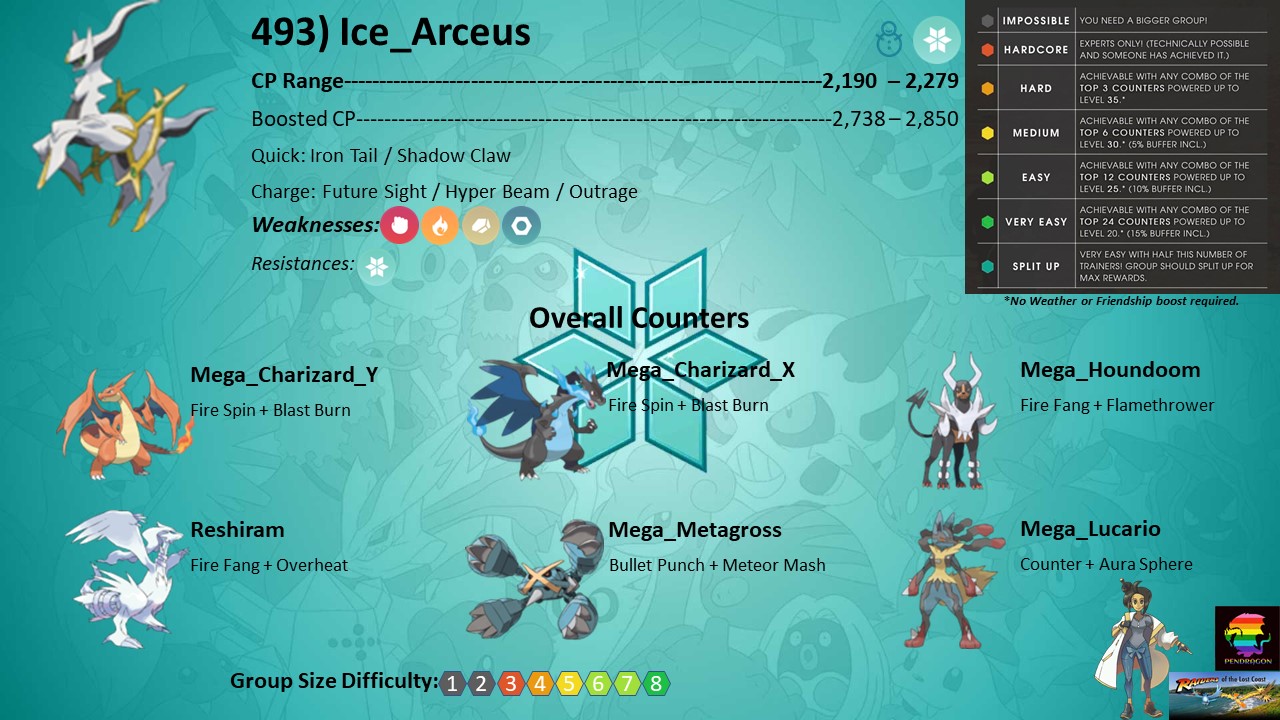 493) Ice_Arceus
CP Range--------------------------------------------------------------------------2,190 – 2,279
Boosted CP--------------------------------------------------------------------------2,738 – 2,850
Quick: Iron Tail / Shadow Claw
Charge: Future Sight / Hyper Beam / Outrage
Weaknesses:
Resistances:
IMPOSSIBLE YOU NEED A BIGGER GROUP!
HARDCORE EXPERTS ONLY! (TECHNICALLY POSSIBLE
AND SOMEONE HAS ACHIEVED IT.)
HARD ACHIEVABLE WITH ANY COMBO OF THE
TOP 3 COUNTERS POWERED UP TO
LEVEL 35.*
MEDIUM ACHIEVABLE WITH ANY COMBO OF THE
TOP 6 COUNTERS POWERED UP TO
LEVEL 30.* (5% BUFFER INCL.)
EASY ACHIEVABLE WITH ANY COMBO OF THE
TOP 12 COUNTERS POWERED UP TO
LEVEL 25.* (10% BUFFER INCL.)
VERY EASY ACHIEVABLE WITH ANY COMBO OF THE
TOP 24 COUNTERS POWERED UP TO
LEVEL 20.* (15% BUFFER INCL.)
SPLIT UP VERY EASY WITH HALF THIS NUMBER OF
TRAINERS! GROUP SHOULD SPLIT UP FOR
MAX REWARDS.
*No Weather or Friendship boost required.
Overall Counters
Mega_Charizard_Y
Fire Spin + Blast Burn
Mega_Charizard_X
Fire Spin + Blast Burn
Mega_Houndoom
Fire Fang + Flamethrower
Reshiram
Fire Fang + Overheat
Mega_Metagross
Bullet Punch + Meteor Mash
Mega_Lucario
Counter + Aura Sphere
Group Size Difficulty: 1 2 3 4 5 6 7 8
PENDRAGON
RAIDERS of the Lost Coast